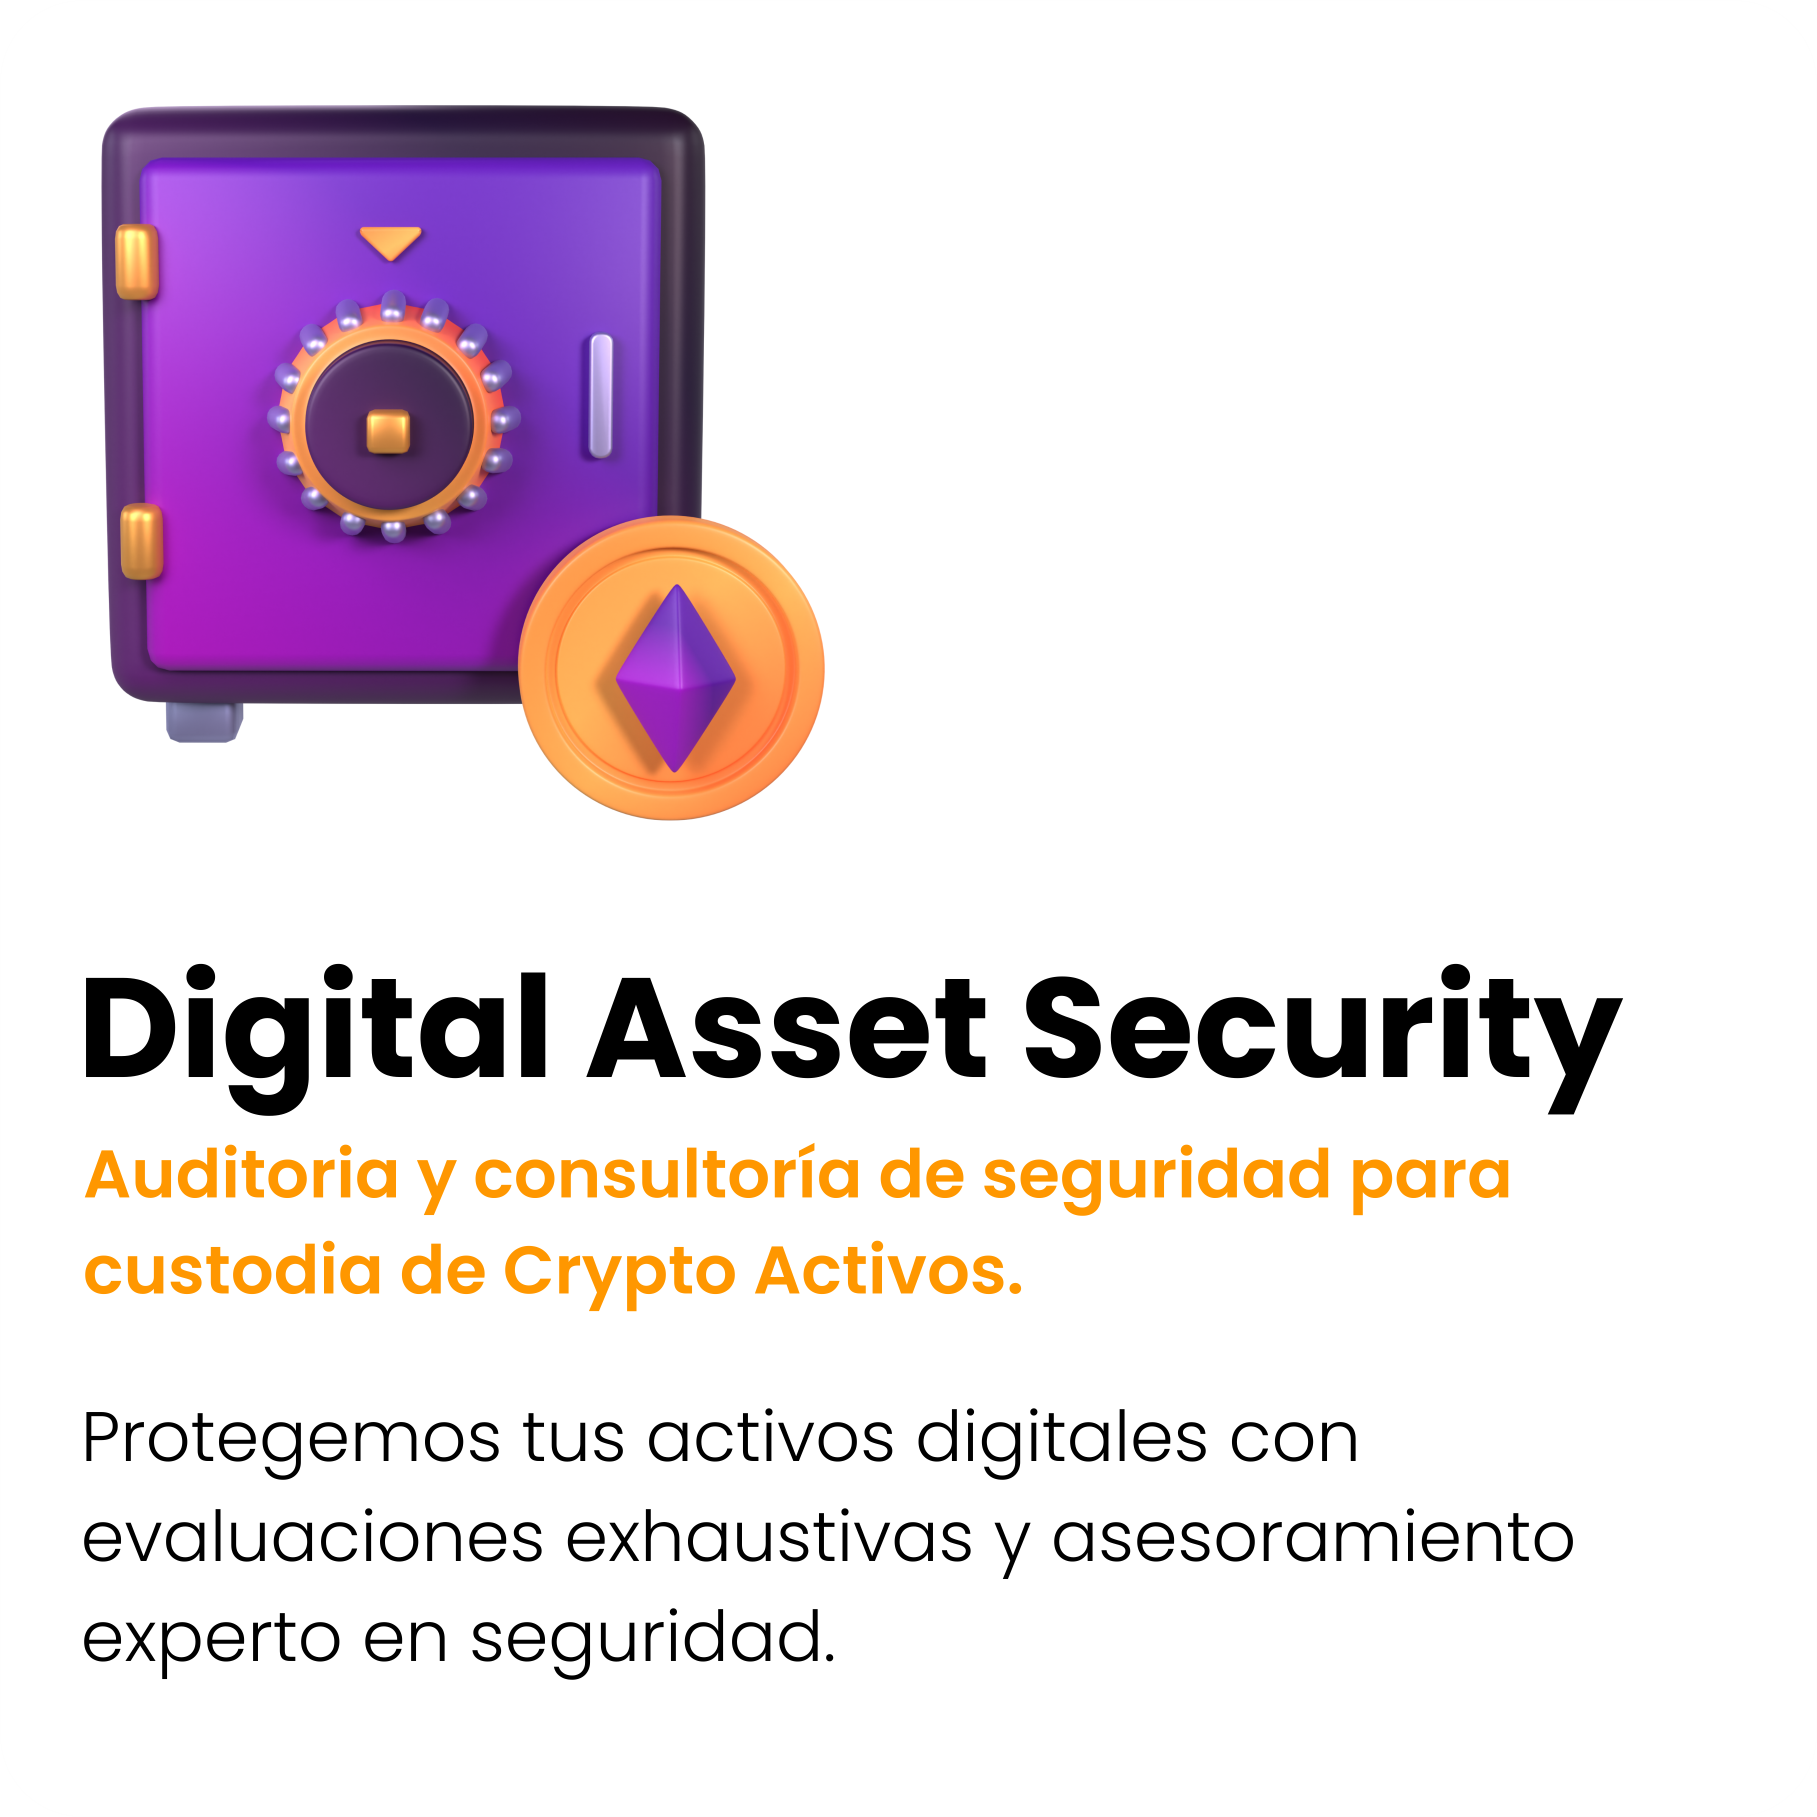 Digital Asset Security
Auditoria y consultoría de seguridad para
custodia de Crypto Activos.
Protegemos tus activos digitales con
evaluaciones exhaustivas y asesoramiento
experto en seguridad.